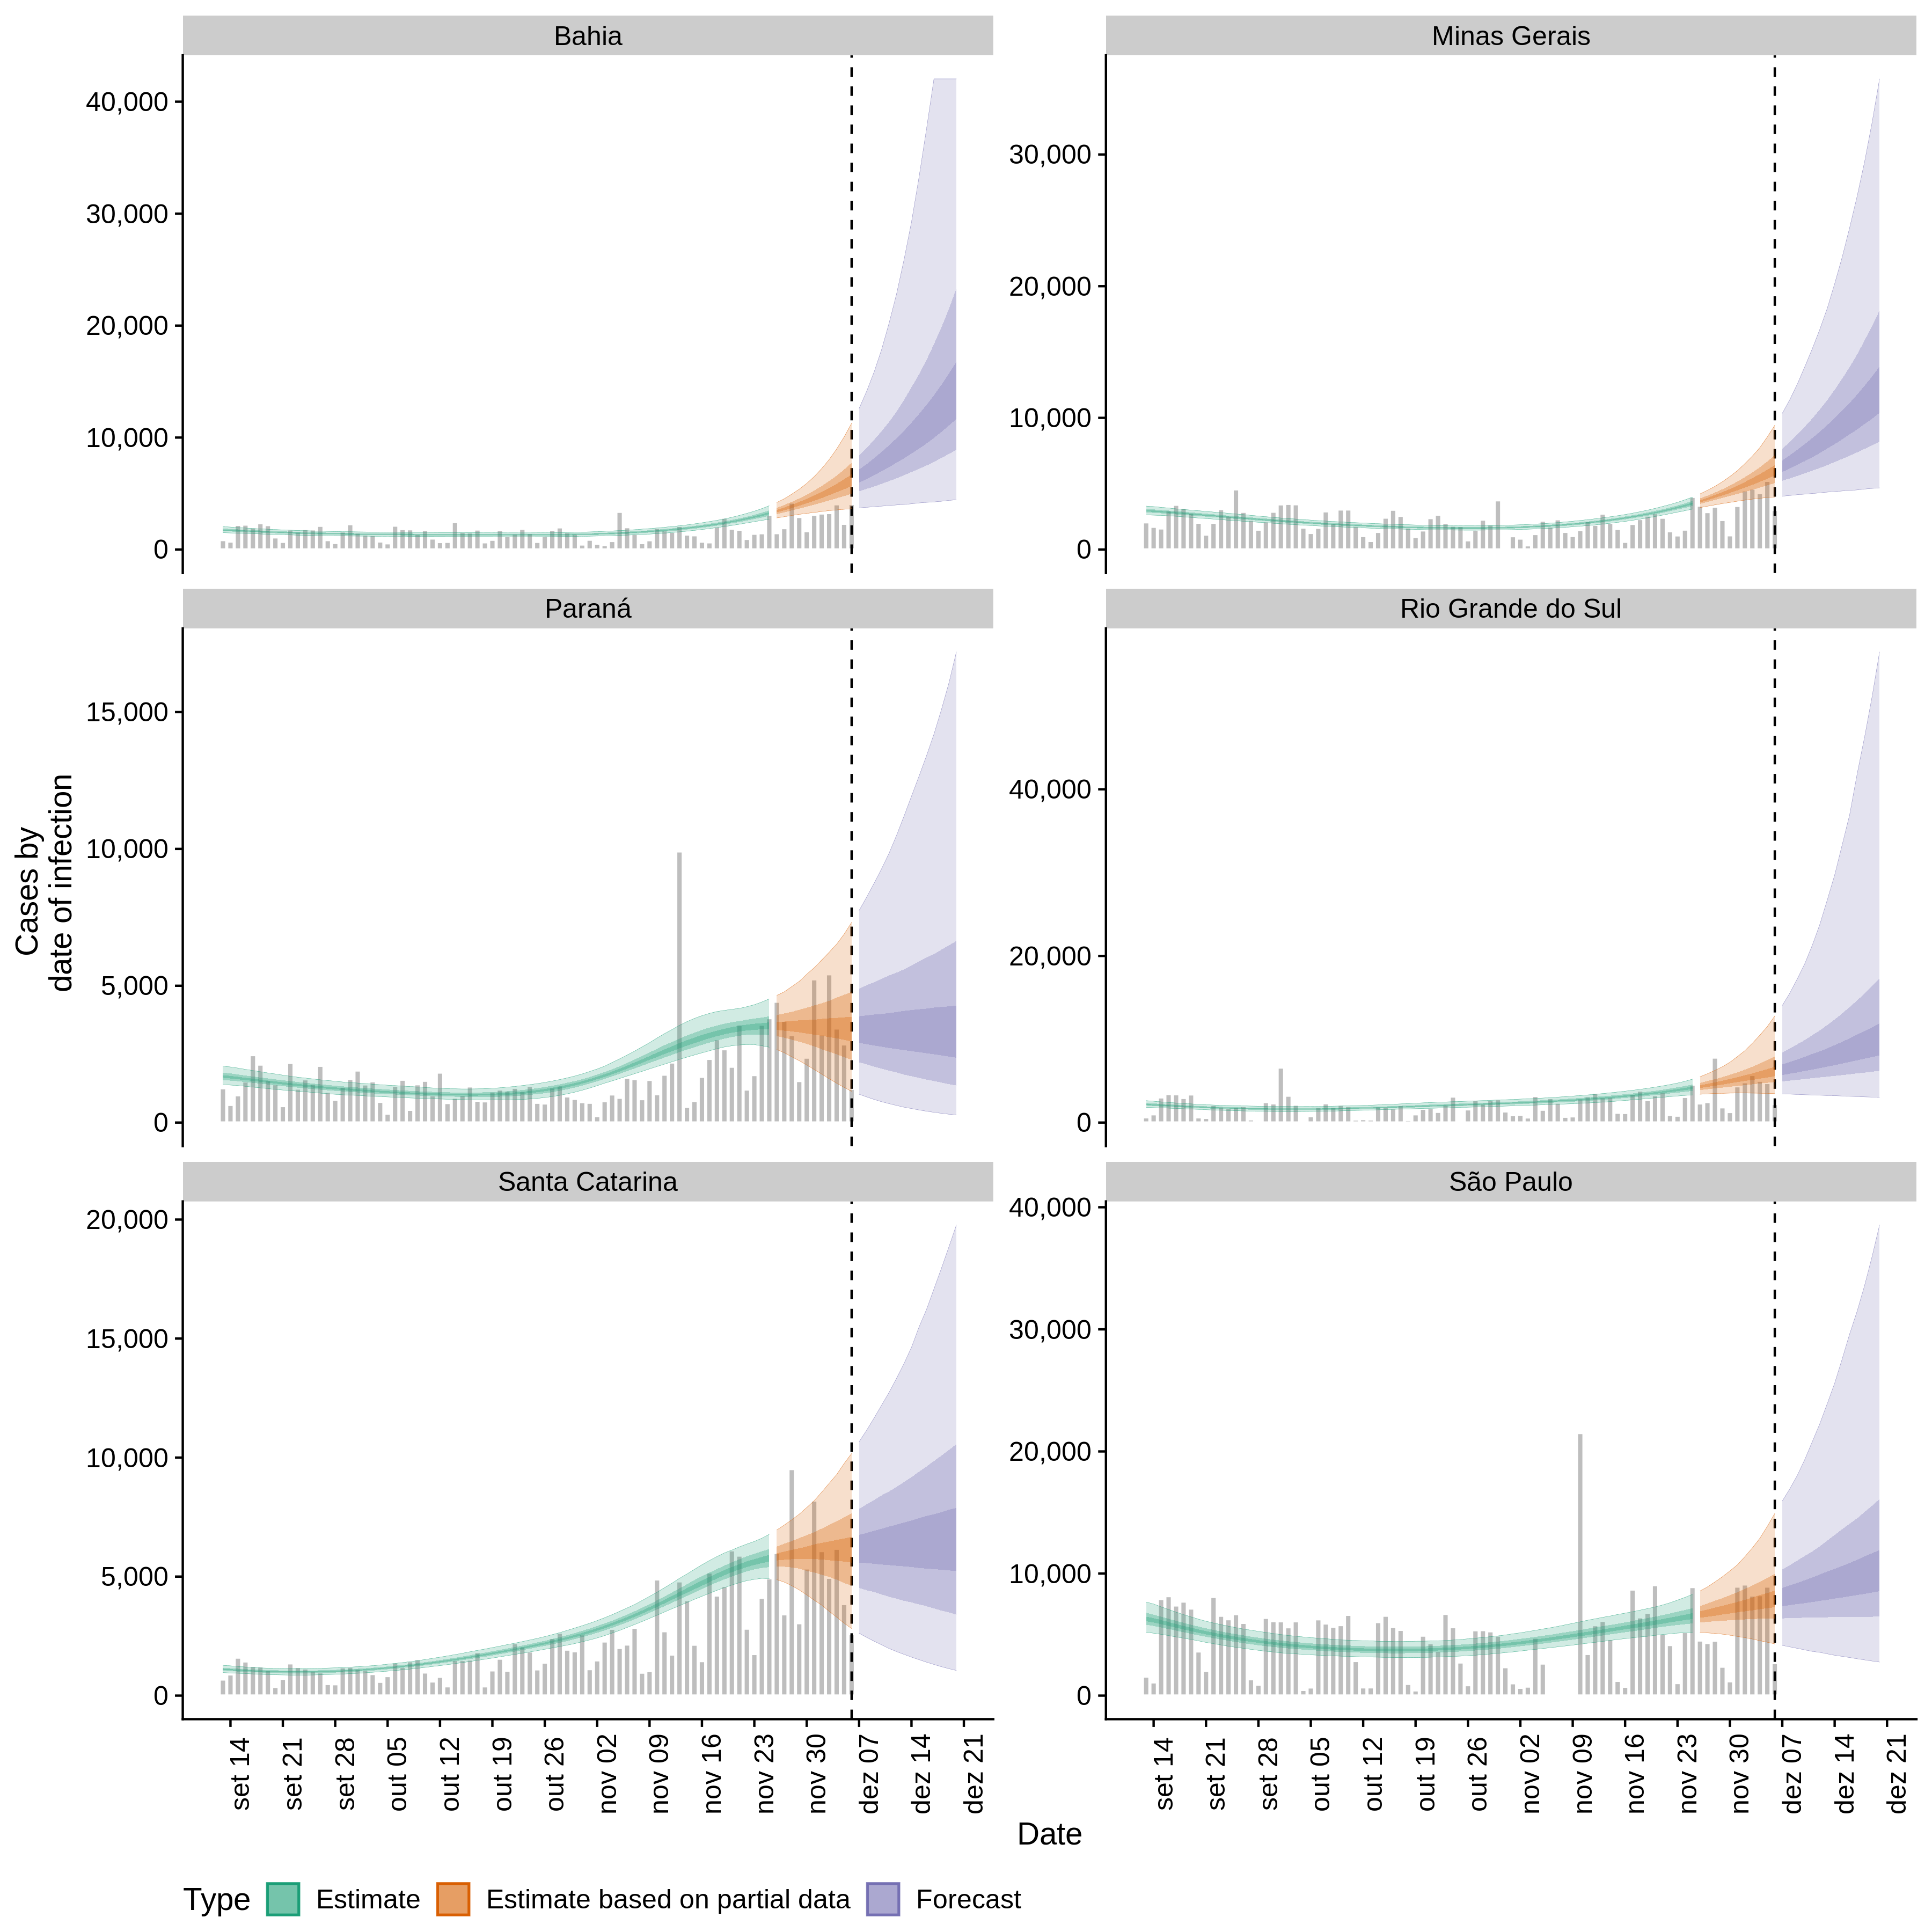 Bahia
Minas Gerais
40,000
30,000
20,000
10,000
0
30,000
20,000
10,000
0
Paraná
Rio Grande do Sul
15,000
10,000
5,000
0
40,000
20,000
0
Cases by
date of infection
Santa Catarina
São Paulo
20,000
15,000
10,000
5,000
0
40,000
30,000
20,000
10,000
0
set 14
set 21
set 28
out 05
out 12
out 19
out 26
nov 02
nov 09
nov 16
nov 23
nov 30
dez 07
dez 14
dez 21
set 14
set 21
set 28
out 05
out 12
out 19
out 26
nov 02
nov 09
nov 16
nov 23
nov 30
dez 07
dez 14
dez 21
Date
Type Estimate Estimate based on partial data Forecast